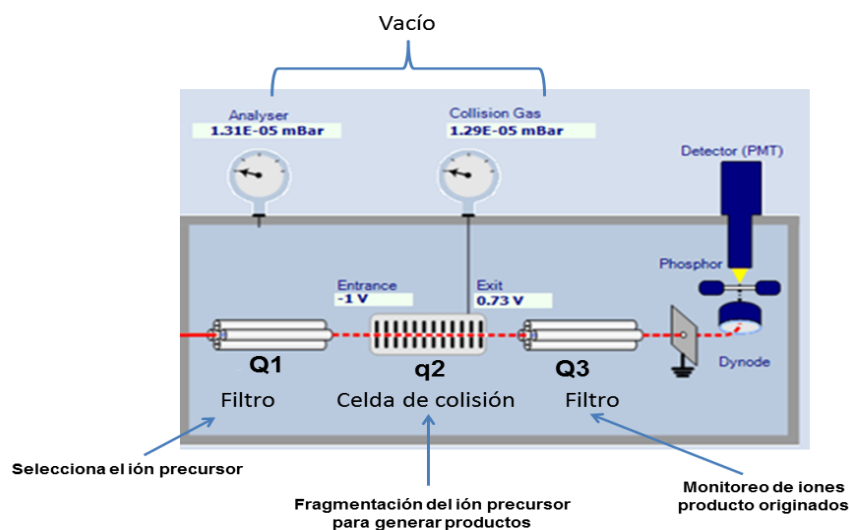 Vacío
Analyser
1.31E-05 mBar
Collision Gas
1.29E-05 mBar
Detector (PMT)
Phosphor
Entrance
-1 V
Exit
0.73 V
Dynode
Q1
q2
Q3
Filtro
Celda de colisión
Filtro
Selecciona el ión precursor
Fragmentación del ión precursor
para generar productos
Monitoreo de iones
producto originados